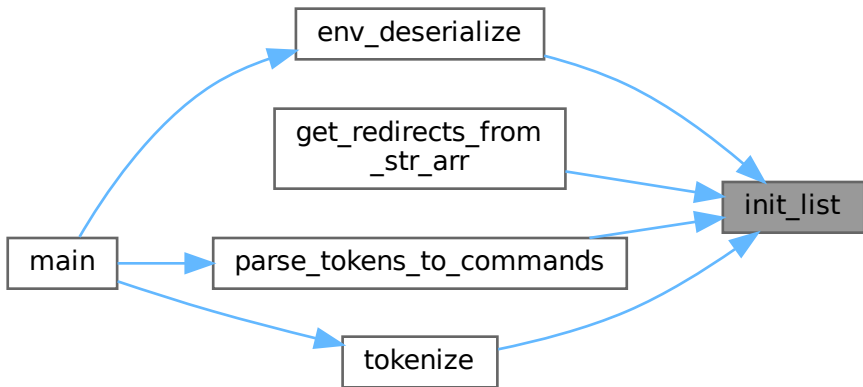 env_deserialize
get_redirects_from
_str_arr
init_list
main
parse_tokens_to_commands
tokenize